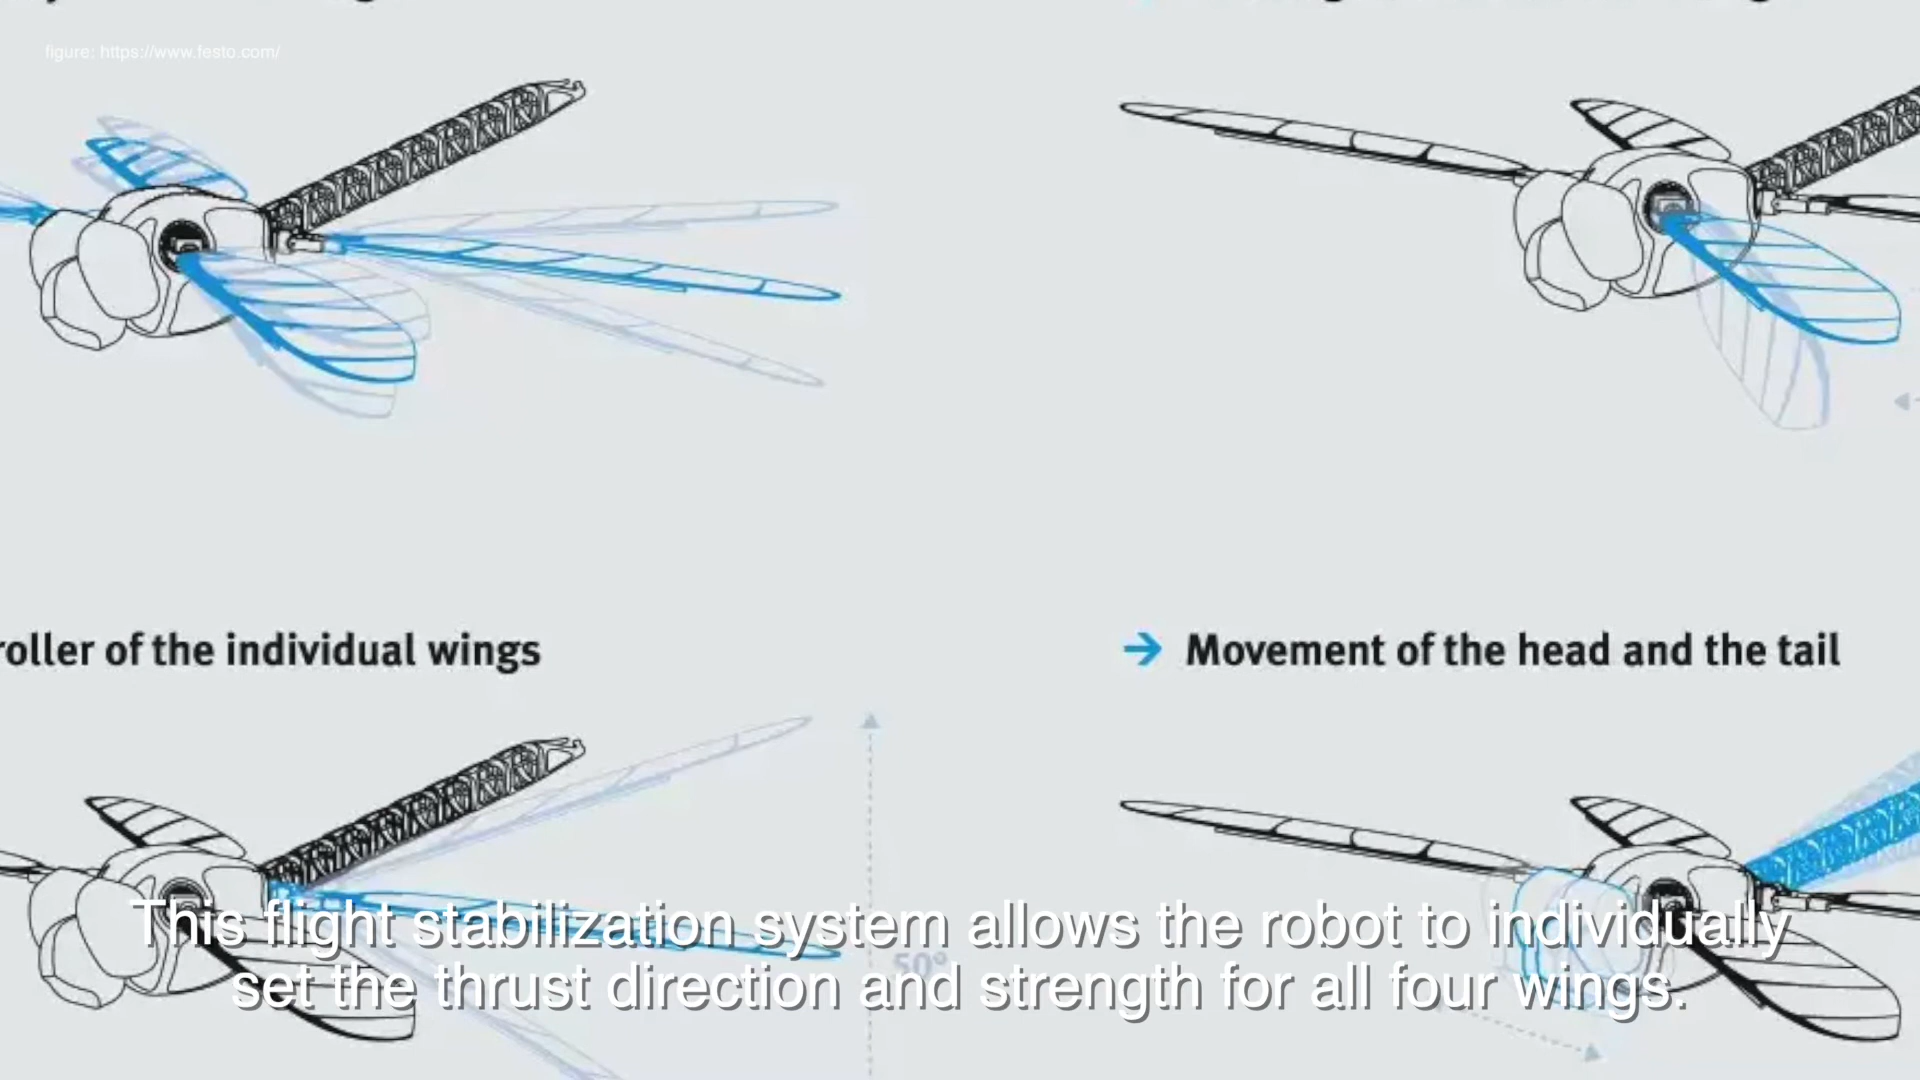 figure: https://www.festo.com/
roller of the individual wings
→ Movement of the head and the tail
50°
This flight stabilization system allows the robot to individually
set the thrust direction and strength for all four wings.